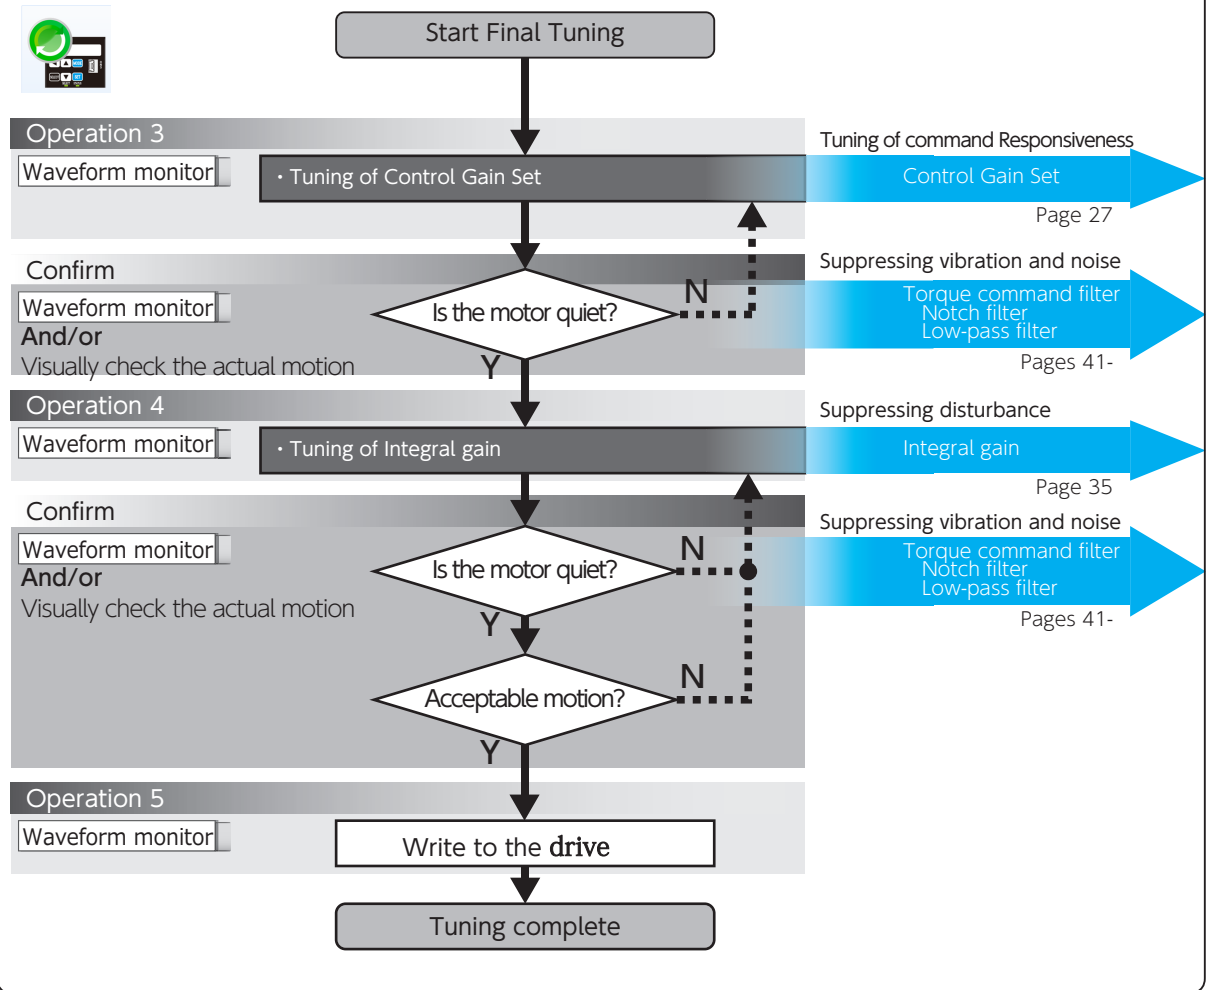 Start Final Tuning
Operation 3
Waveform monitor
・Tuning of Control Gain Set
Tuning of command Responsiveness
Control Gain Set
Page 27
Confirm
Waveform monitor
And/or
Visually check the actual motion
Is the motor quiet?
N
Y
Suppressing vibration and noise
Torque command filter
Notch filter
Low-pass filter
Pages 41-
Operation 4
Waveform monitor
・Tuning of Integral gain
Suppressing disturbance
Integral gain
Page 35
Confirm
Waveform monitor
And/or
Visually check the actual motion
Is the motor quiet?
N
Y
Suppressing vibration and noise
Torque command filter
Notch filter
Low-pass filter
Pages 41-
Acceptable motion?
N
Y
Operation 5
Waveform monitor
Write to the drive
Tuning complete